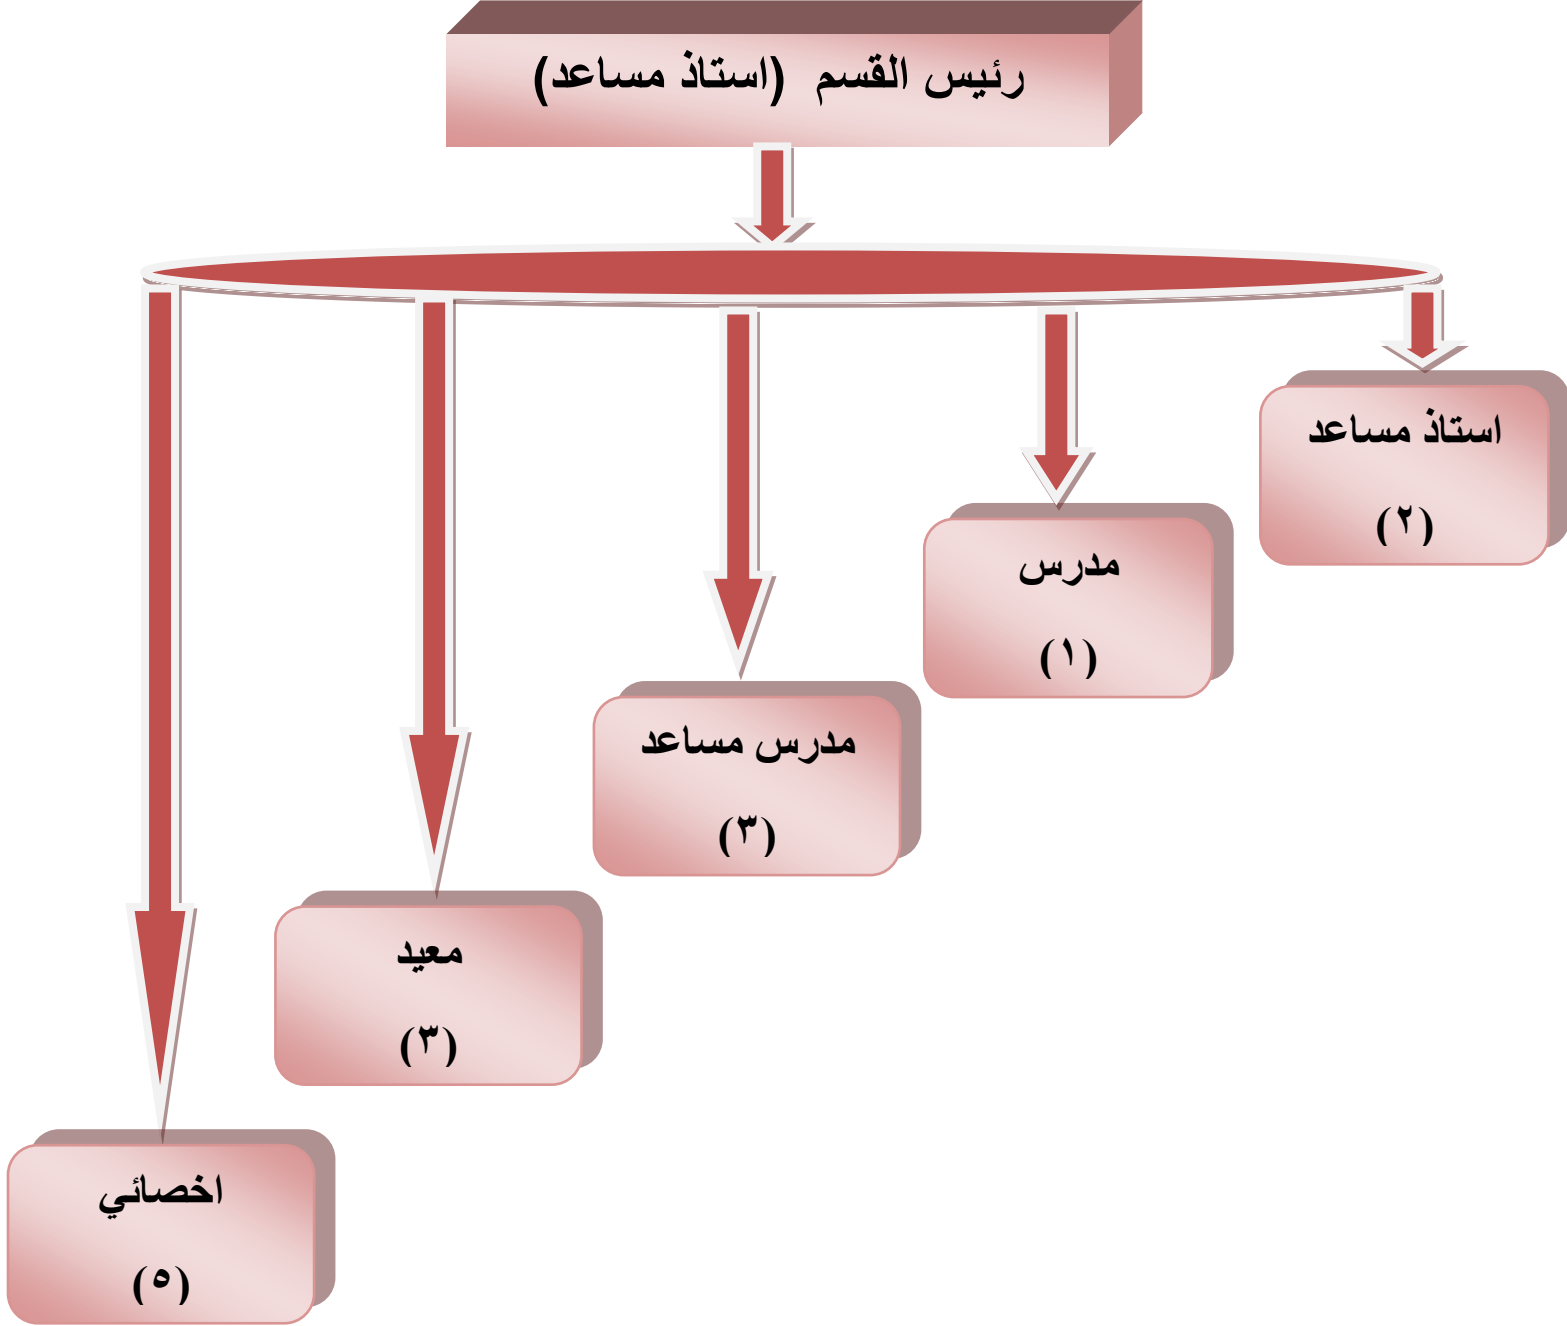 رئيس القسم (استاذ مساعد)
استاذ مساعد
(٢)
مدرس
(١)
مدرس مساعد
(٣)
معيد
(٣)
اخصائي
(٥)